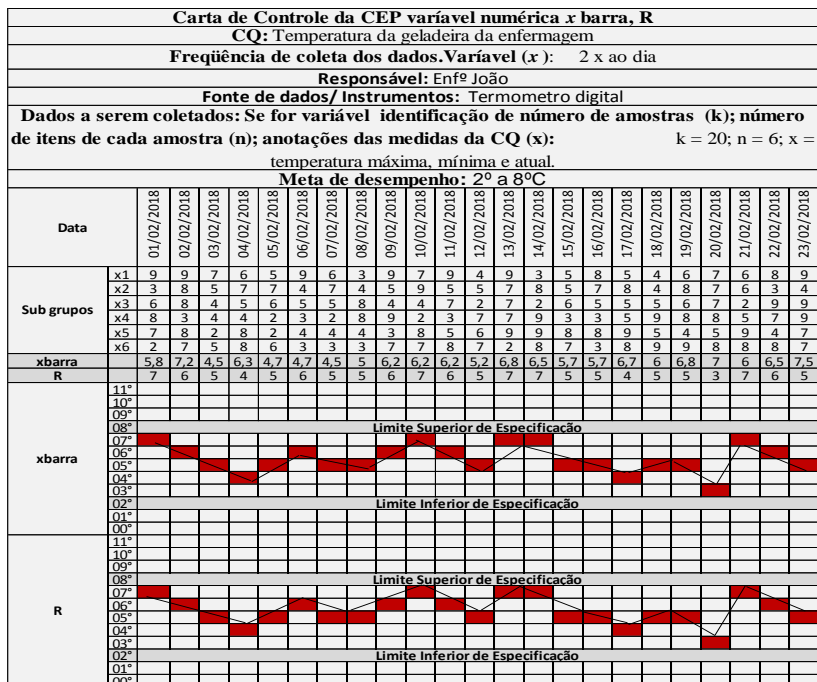 Carta de Controle da CEP varíavel numérica x barra, R
CQ: Temperatura da geladeira da enfermagem
Freqüência de coleta dos dados.Varíavel (x): 2 x ao dia
Responsável: Enfº João
Fonte de dados/ Instrumentos: Termometro digital
Dados a serem coletados: Se for variável identificação de número de amostras (k); número
de itens de cada amostra (n); anotações das medidas da CQ (x): k = 20; n = 6; x =
temperatura máxima, mínima e atual.
Meta de desempenho: 2º a 8ºC
Data 01/02/2018 02/02/2018 03/02/2018 04/02/2018 05/02/2018 06/02/2018 07/02/2018 08/02/2018 09/02/2018 10/02/2018 11/02/2018 12/02/2018 13/02/2018 14/02/2018 15/02/2018 16/02/2018 17/02/2018 18/02/2018 19/02/2018 20/02/2018 21/02/2018 22/02/2018 23/02/2018
Sub grupos
x1 9 9 7 6 5 9 6 3 9 7 9 4 9 3 5 8 5 4 6 7 6 8 9
x2 3 8 5 7 7 4 7 4 5 9 5 5 7 8 5 7 8 4 8 7 6 3 4
x3 6 8 4 5 6 5 5 8 4 4 7 2 7 2 6 5 5 5 6 7 2 9 9
x4 8 3 4 4 2 3 2 8 9 2 3 7 7 9 3 3 5 9 8 8 5 7 9
x5 7 8 2 8 2 4 4 4 3 8 5 6 9 9 8 8 9 5 4 5 9 4 7
x6 2 7 5 8 6 3 3 3 7 7 8 7 2 8 7 3 8 9 9 8 8 8 7
xbarra 5,8 7,2 4,5 6,3 4,7 4,7 4,5 5 6,2 6,2 6,2 5,2 6,8 6,5 5,7 5,7 6,7 6 6,8 7 6 6,5 7,5
R 7 6 5 4 5 6 5 5 6 7 6 5 7 7 5 5 4 5 5 3 7 6 5
xbarra
11°
10°
09°
08° Limite Superior de Especificação
07°
06°
05°
04°
03°
02° Limite Inferior de Especificação
01°
00°
R
11°
10°
09°
08° Limite Superior de Especificação
07°
06°
05°
04°
03°
02° Limite Inferior de Especificação
01°
00°